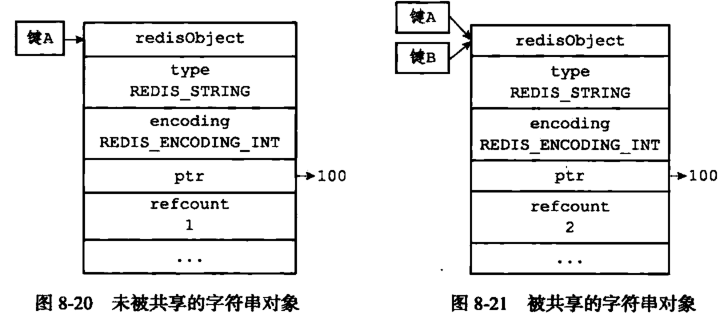 键A
redisObject
type
REDIS_STRING
encoding
REDIS_ENCODING_INT
ptr
100
refcount
1
...
图 8-20 未被共享的字符串对象
键A
键B
redisObject
type
REDIS_STRING
encoding
REDIS_ENCODING_INT
ptr
100
refcount
2
...
图 8-21 被共享的字符串对象